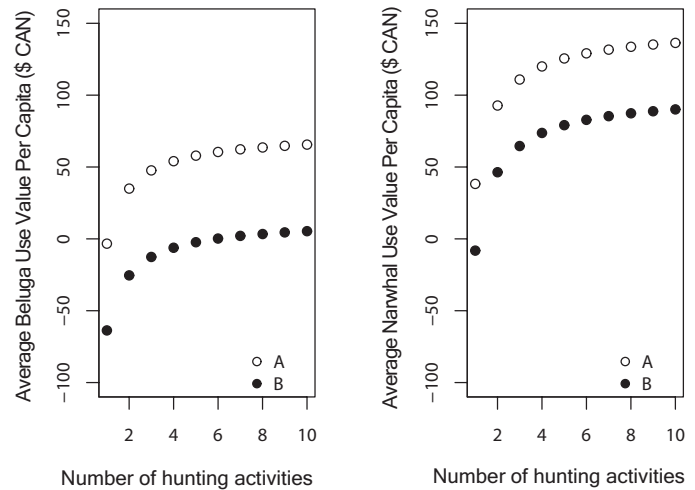 Average Beluga Use Value Per Capita ($ CAN)
150
100
50
0
−50
−100
A
B
2 4 6 8 10
Number of hunting activities
Average Narwhal Use Value Per Capita ($ CAN)
150
100
50
0
−50
−100
A
B
2 4 6 8 10
Number of hunting activities